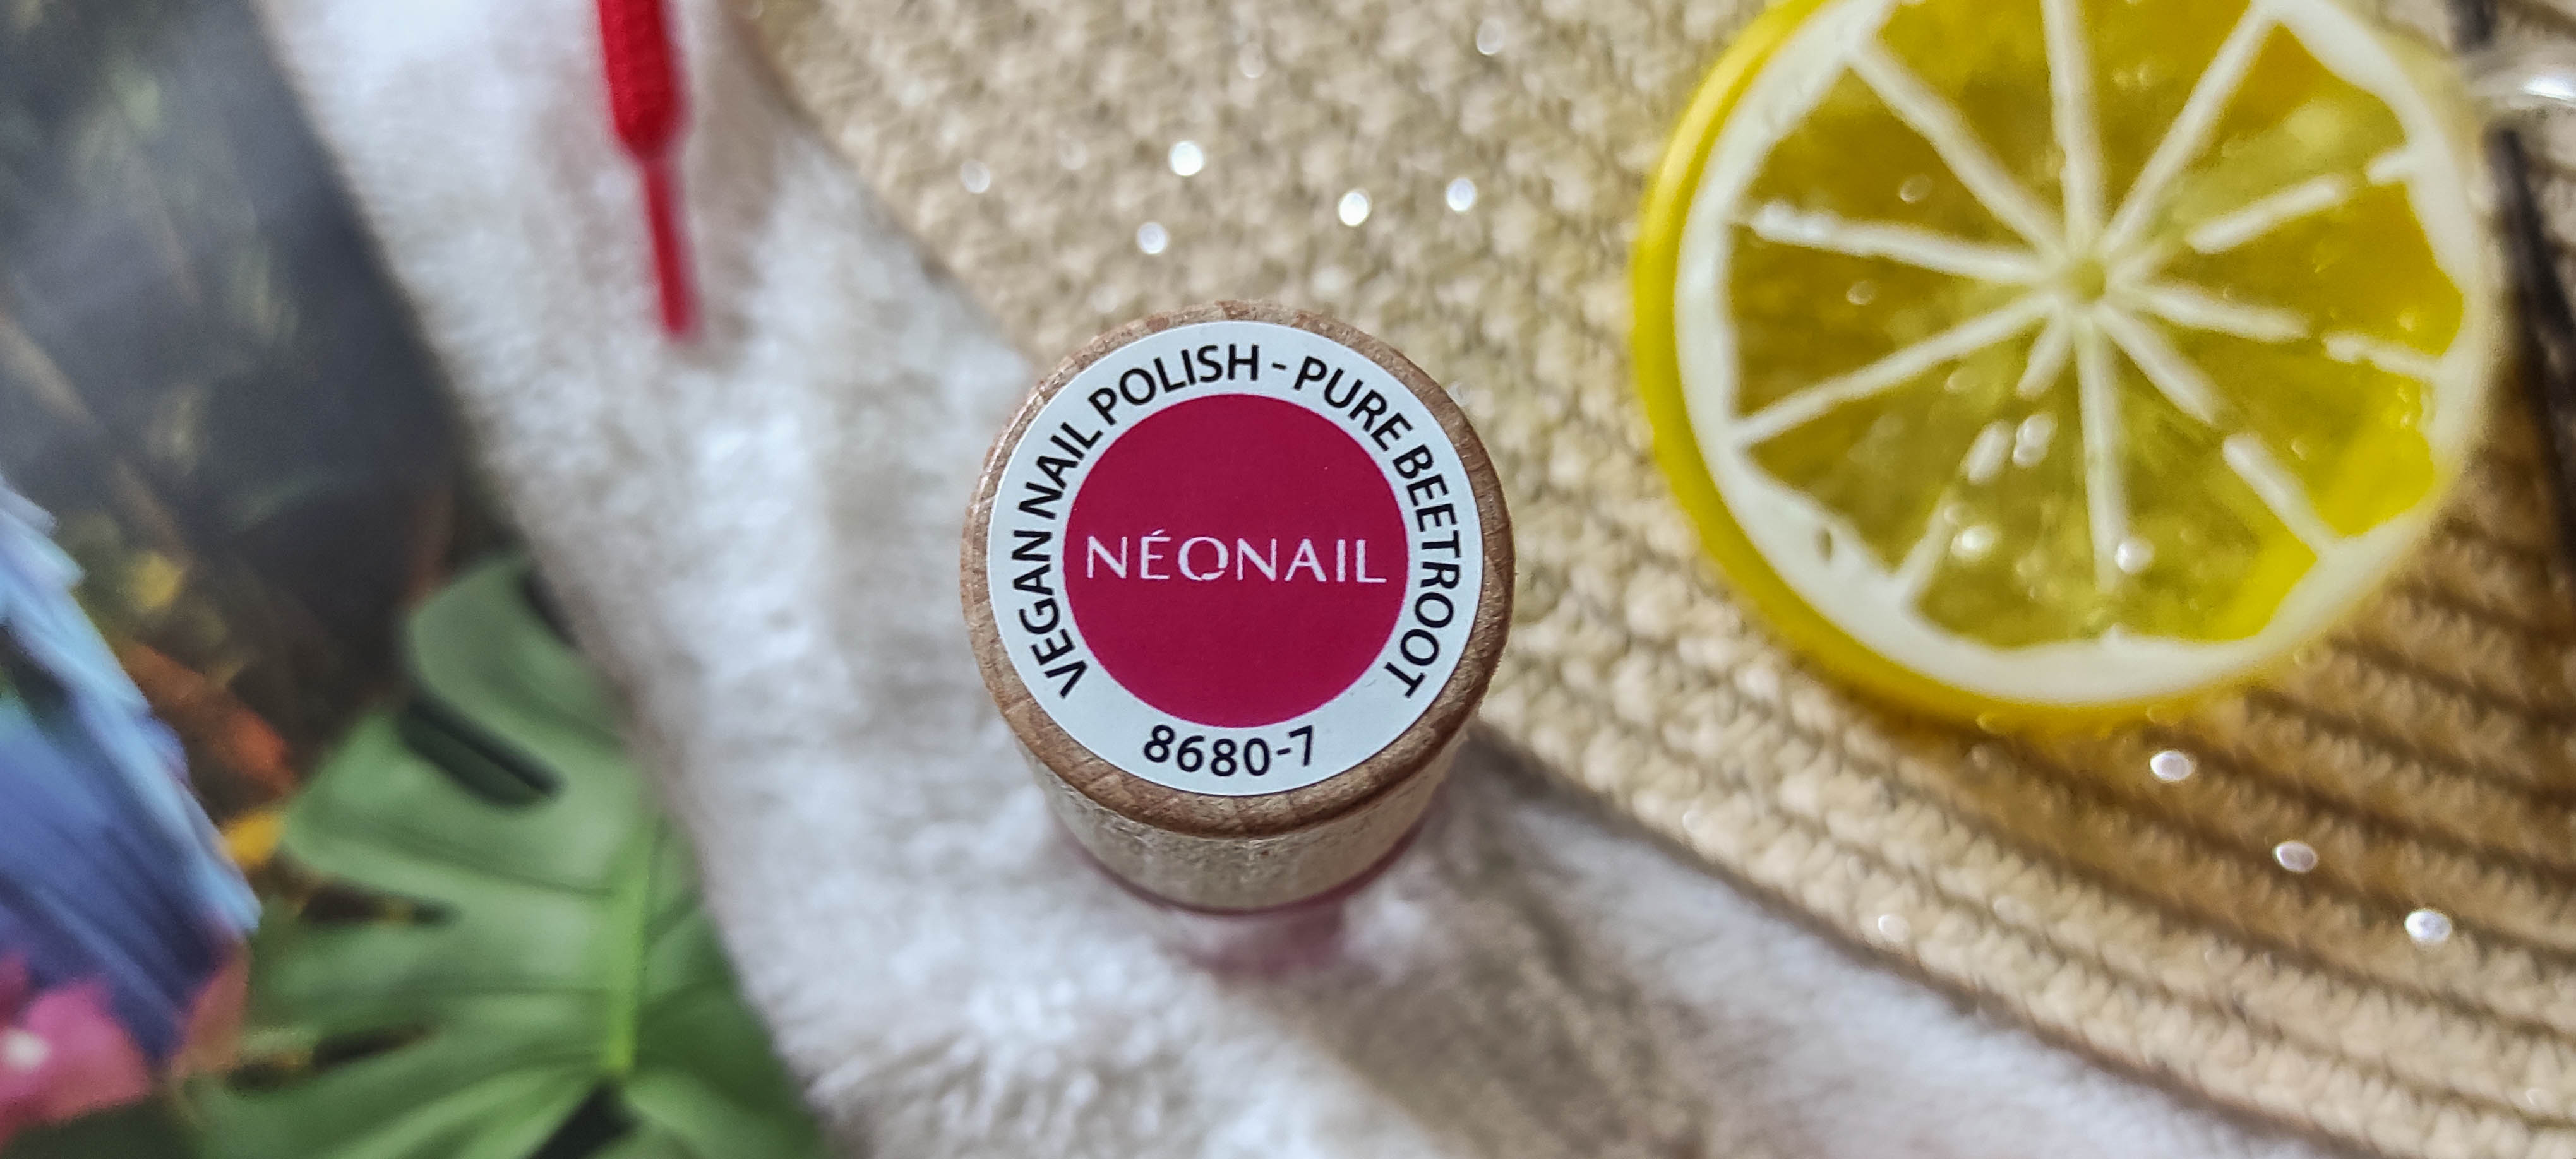 VEGAN NAIL POLISH - PURE BEETROOT
NÉONAIL
8680-7